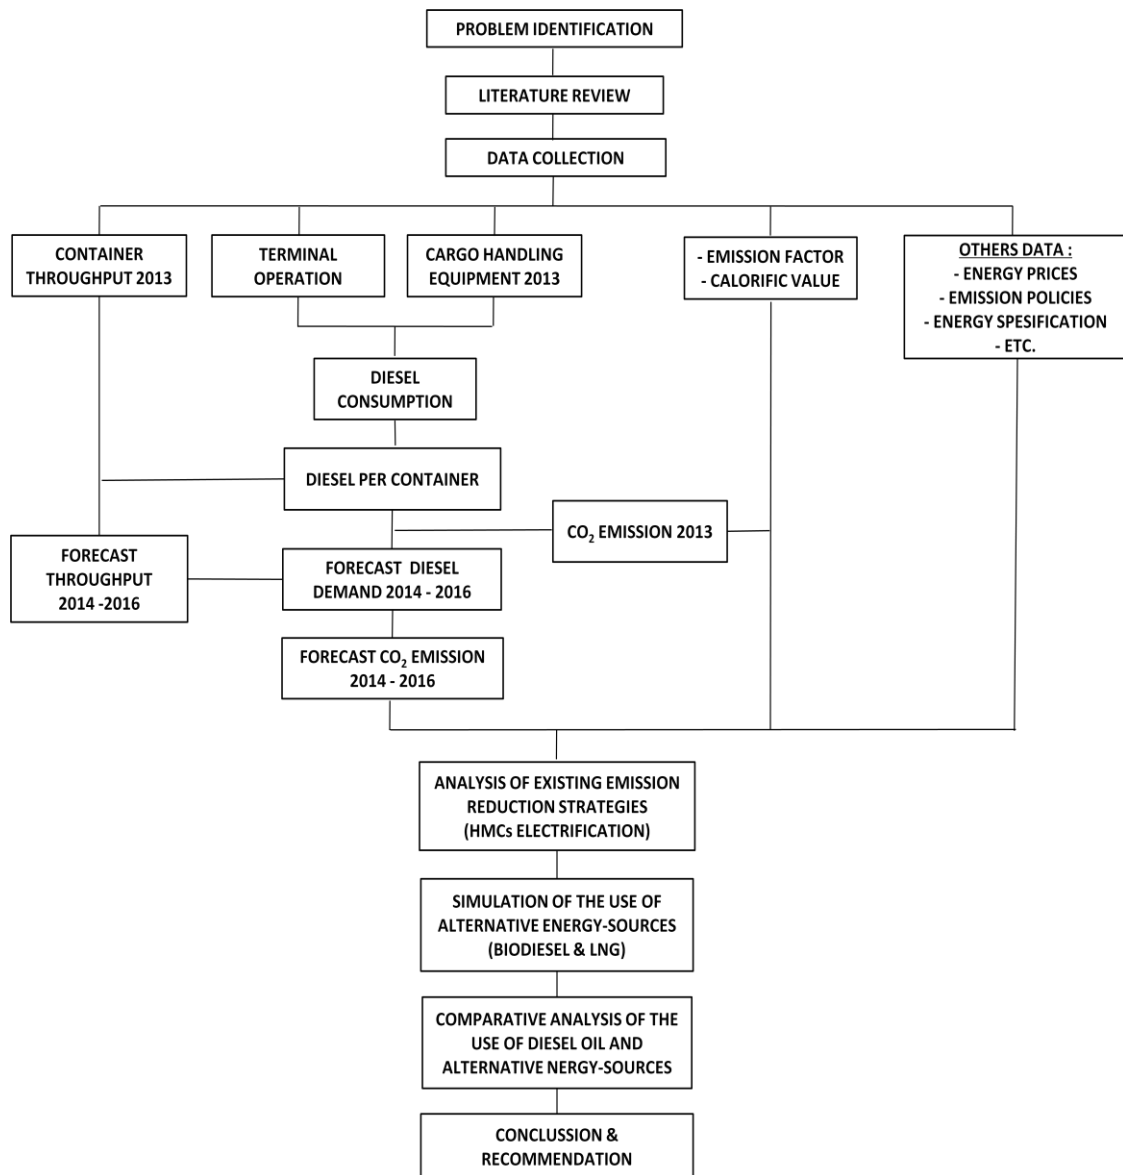 PROBLEM IDENTIFICATION
LITERATURE REVIEW
DATA COLLECTION
CONTAINER
THROUGHPUT 2013
TERMINAL
OPERATION
CARGO HANDLING
EQUIPMENT 2013
- EMISSION FACTOR
- CALORIFIC VALUE
OTHERS DATA :
- ENERGY PRICES
- EMISSION POLICIES
- ENERGY SPESIFICATION
- ETC.
DIESEL
CONSUMPTION
DIESEL PER CONTAINER
CO₂ EMISSION 2013
FORECAST
THROUGHPUT
2014 -2016
FORECAST DIESEL
DEMAND 2014 - 2016
FORECAST CO₂ EMISSION
2014 - 2016
ANALYSIS OF EXISTING EMISSION
REDUCTION STRATEGIES
(HMCs ELECTRIFICATION)
SIMULATION OF THE USE OF
ALTERNATIVE ENERGY-SOURCES
(BIODIESEL & LNG)
COMPARATIVE ANALYSIS OF THE
USE OF DIESEL OIL AND
ALTERNATIVE NERGY-SOURCES
CONCLUSSION &
RECOMMENDATION